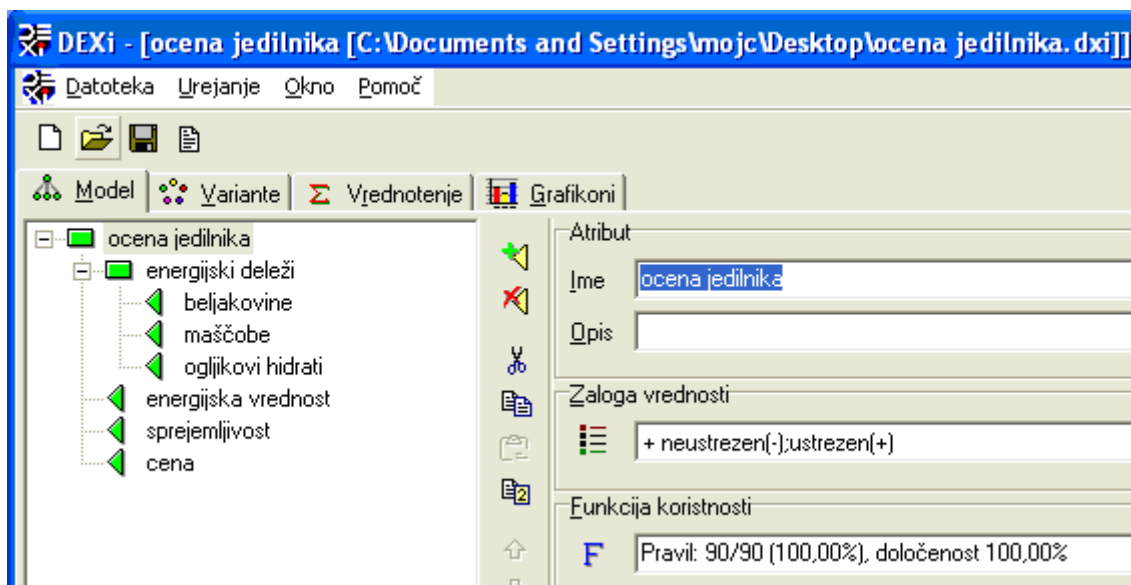 DEXi - [ocena jedilnika [C:\Documents and Settings\mojc\Desktop\ocena jedilnika.dxi]]
Datoteka Urejanje Okno Pomoč
Model Variante Σ Vrednotenje Grafikoni
ocena jedilnika
energijski deleži
beljakovine
maščobe
ogljikovi hidrati
energijska vrednost
sprejemljivost
cena
Atribut
Ime ocena jedilnika
Opis
Zaloga vrednosti
+ neustrezen(-);ustrezen(+)
Funkcija koristnosti
F Pravil: 90/90 (100,00%), določenost 100,00%